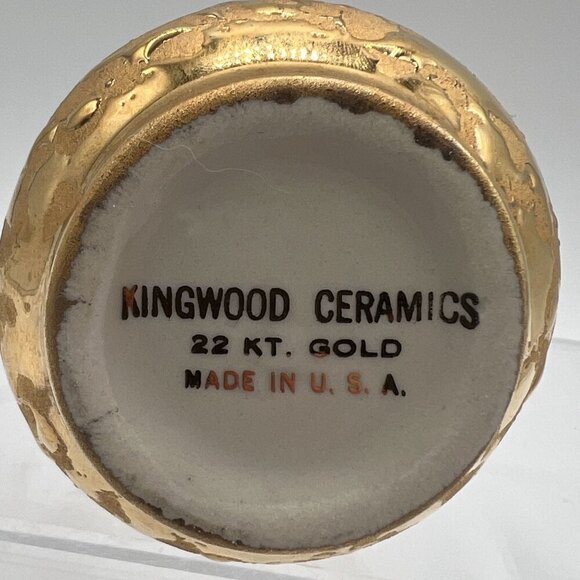 KINGWOOD CERAMICS
22 KT. GOLD
MADE IN U. S. A.